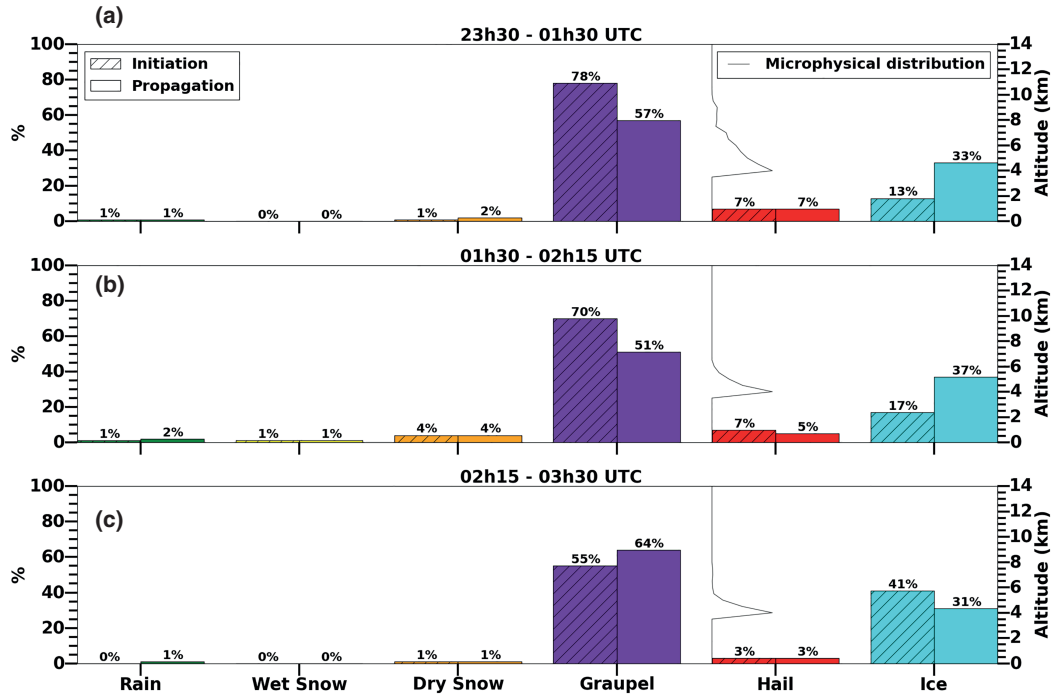 (a)
23h30 - 01h30 UTC
100
80
60
40
20
0
%
Initiation
Propagation
Microphysical distribution
1% 1% 0% 0% 1% 2% 78% 57% 7% 7% 13% 33%
14
12
10
8
6
4
2
0
Altitude (km)
01h30 - 02h15 UTC
(b)
100
80
60
40
20
0
%
1% 2% 1% 1% 4% 4% 70% 51% 7% 5% 17% 37%
14
12
10
8
6
4
2
0
Altitude (km)
02h15 - 03h30 UTC
(c)
100
80
60
40
20
0
%
0% 1% 0% 0% 1% 1% 55% 64% 3% 3% 41% 31%
14
12
10
8
6
4
2
0
Altitude (km)
Rain Wet Snow Dry Snow Graupel Hail Ice